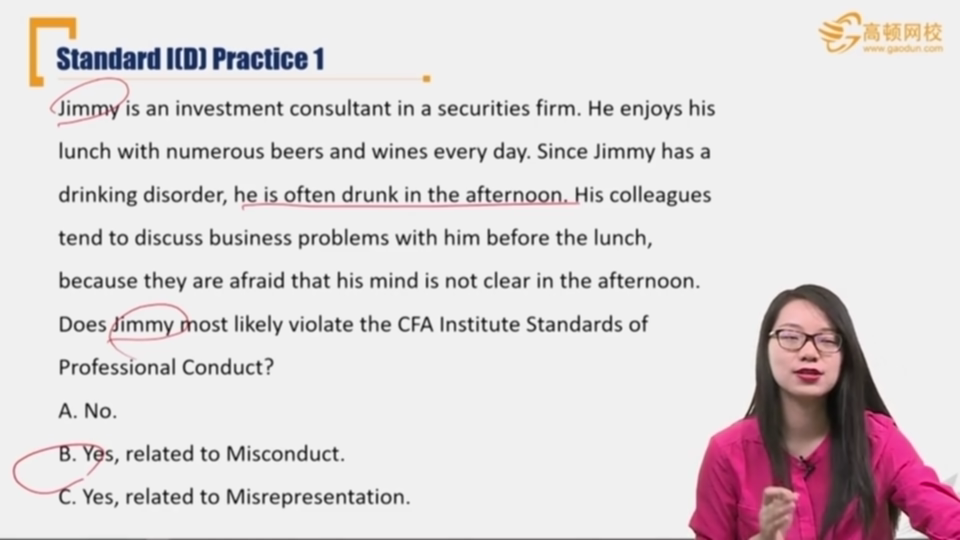 高顿网校
www.gaodun.com
Standard I(D) Practice 1
Jimmy is an investment consultant in a securities firm. He enjoys his
lunch with numerous beers and wines every day. Since Jimmy has a
drinking disorder, he is often drunk in the afternoon. His colleagues
tend to discuss business problems with him before the lunch,
because they are afraid that his mind is not clear in the afternoon.
Does Jimmy most likely violate the CFA Institute Standards of
Professional Conduct?
A. No.
B. Yes, related to Misconduct.
C. Yes, related to Misrepresentation.